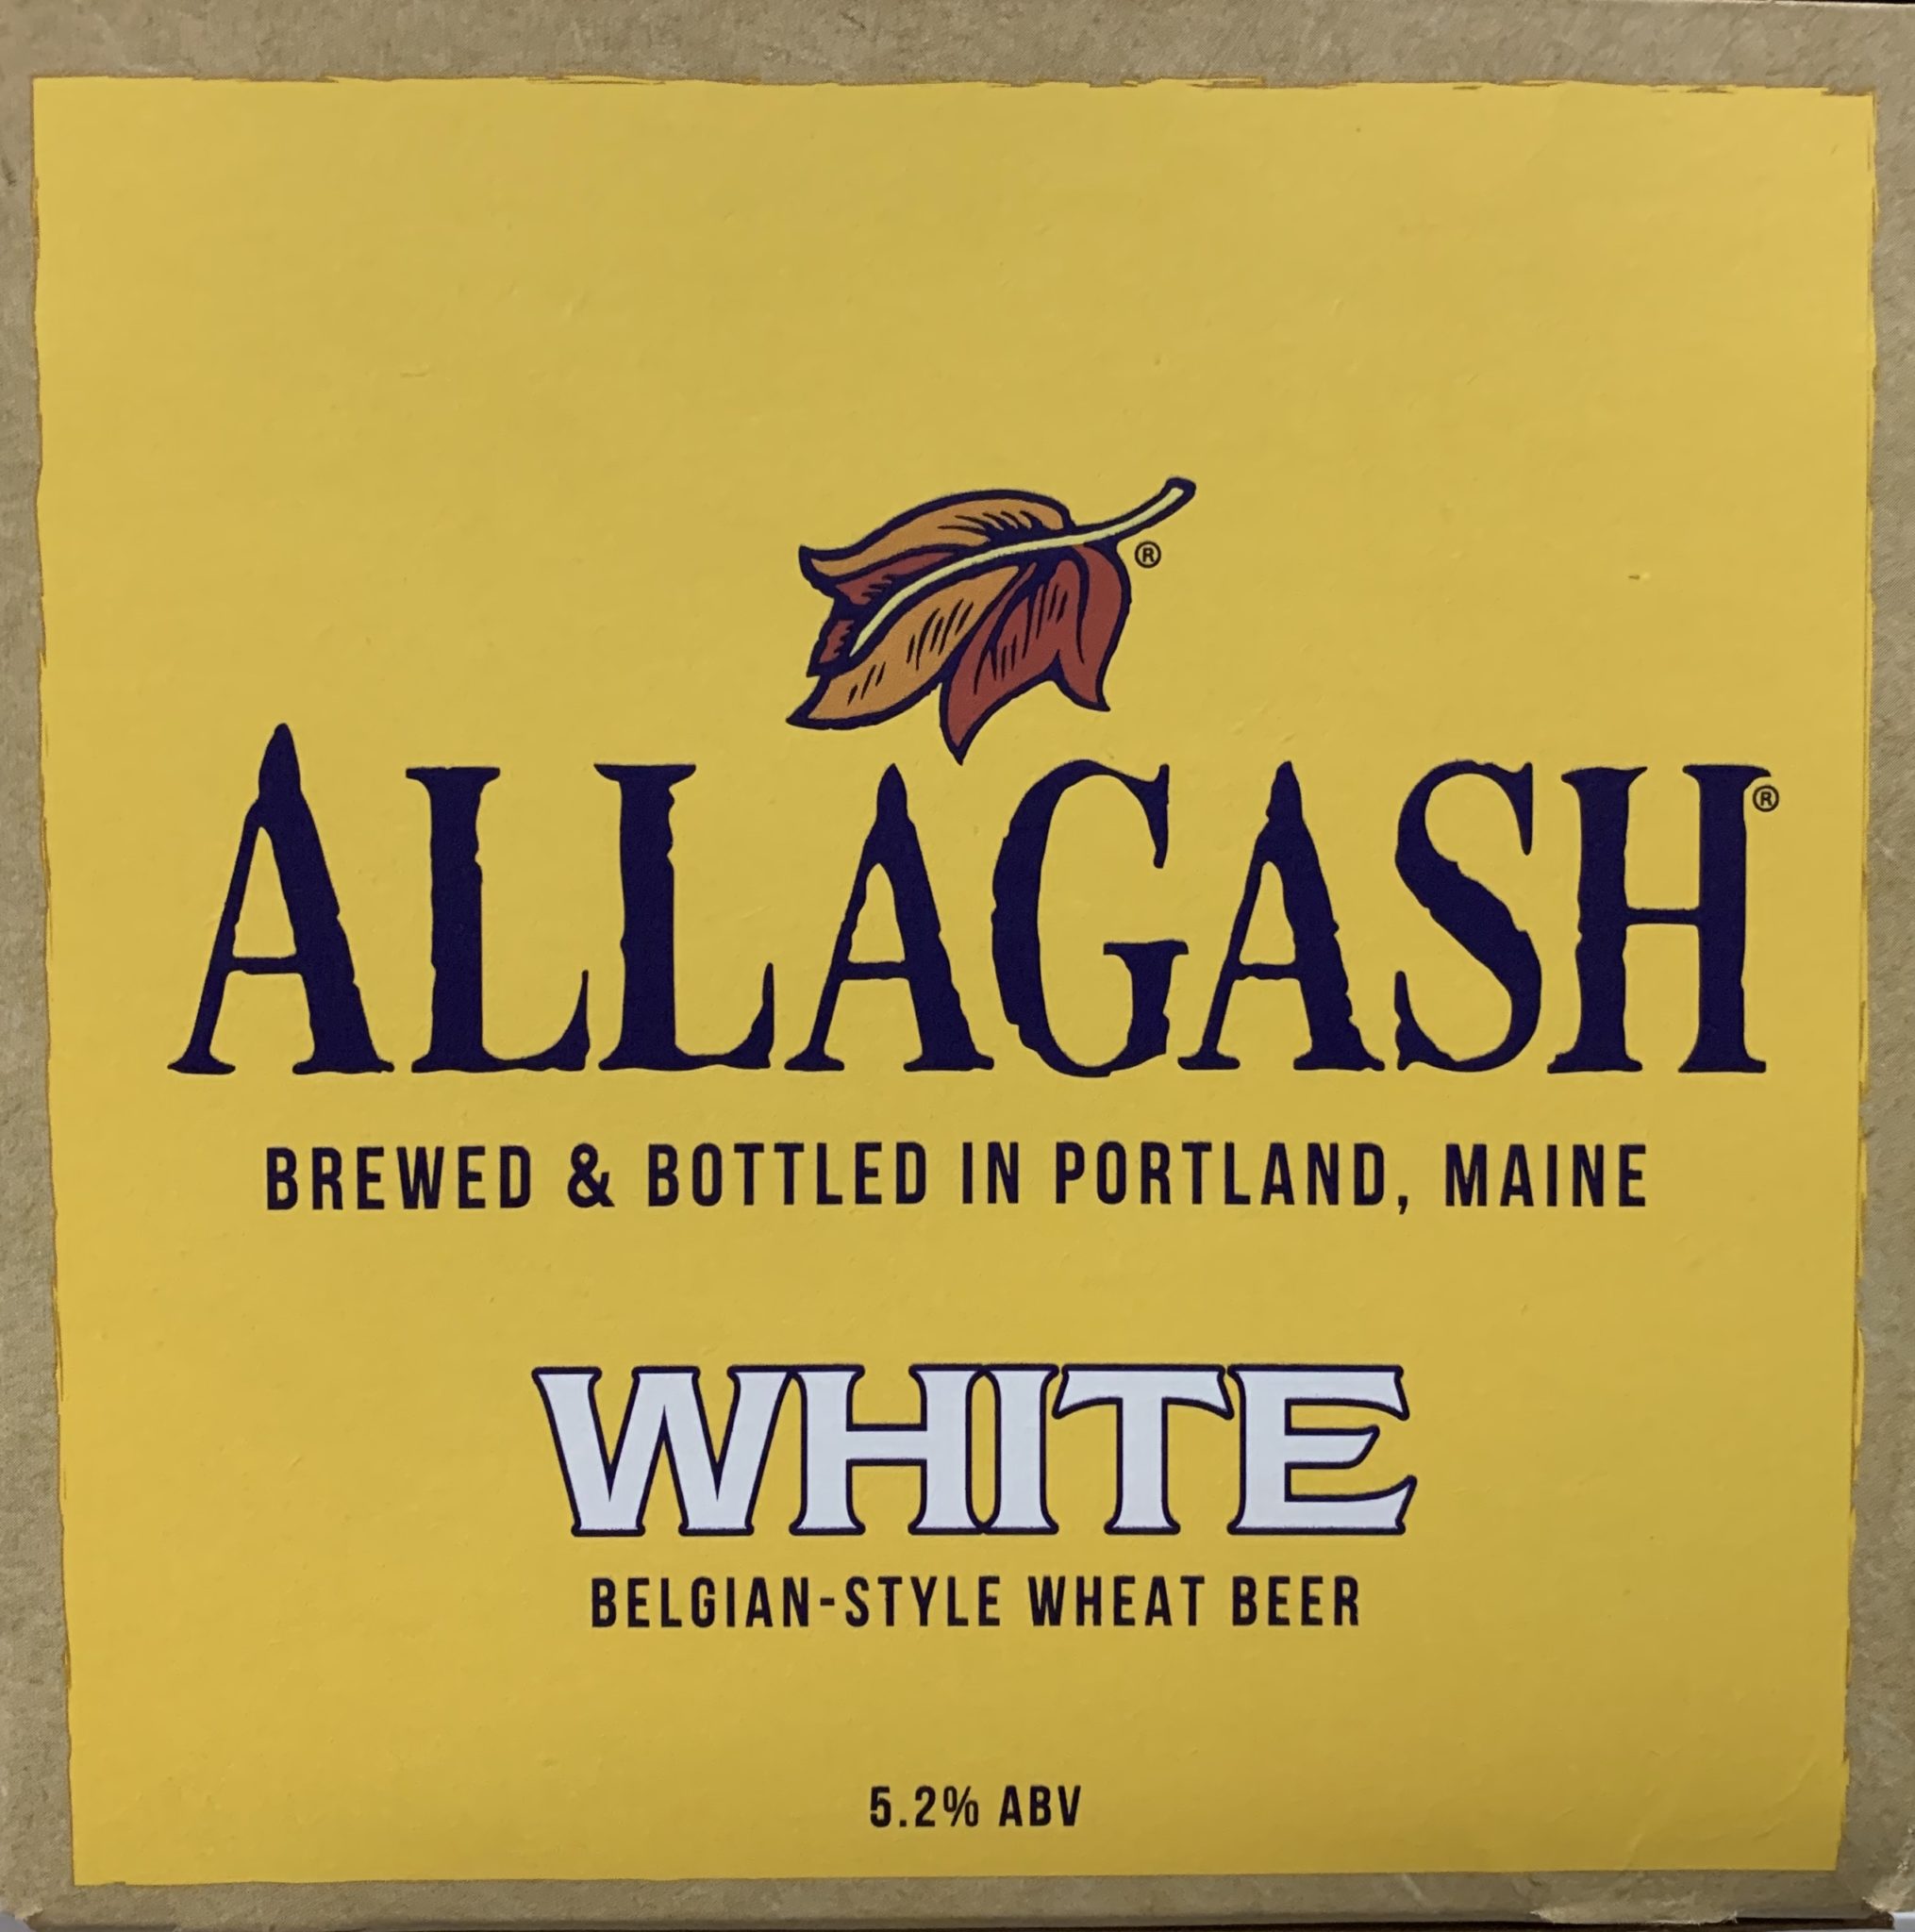 ®
ALLAGASH®
BREWED & BOTTLED IN PORTLAND, MAINE
WHITE
BELGIAN-STYLE WHEAT BEER
5.2% ABV